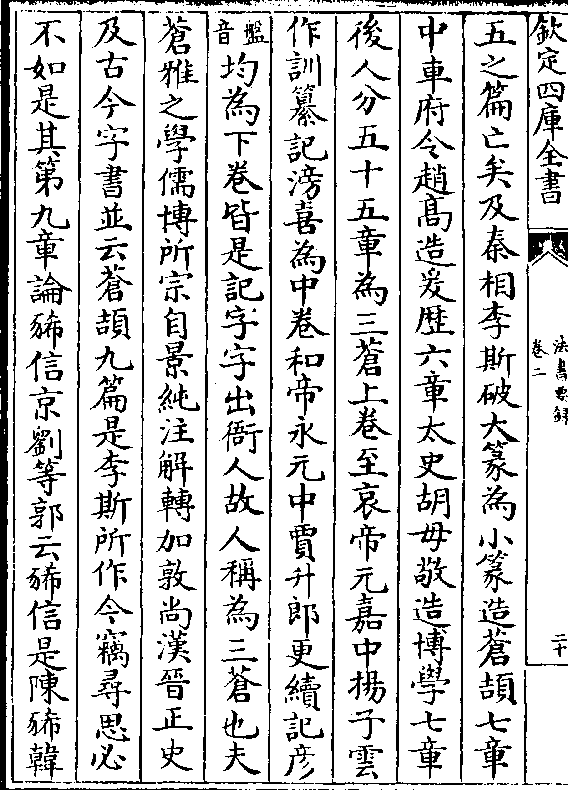 欽定四庫全書
法書要録
卷二
二十
五之篇亡矣及秦相李斯破大篆為小篆造蒼頡七章
中車府令趙髙造爰歴六章太史胡毋敬造博學七章
後人分五十五章為三蒼上卷至哀帝元嘉中揚子雲
作訓纂記滂喜為中卷和帝永元中賈升郎更續記彦
盤音均為下卷皆是記字字出衙人故人稱為三蒼也夫
蒼雅之學儒博所宗自景純注解轉加敦尚漢晉正史
及古今字書並云蒼頡九篇是李斯所作今竊尋思必
不如是其第九章論豨信京劉等郭云豨信是陳豨韓